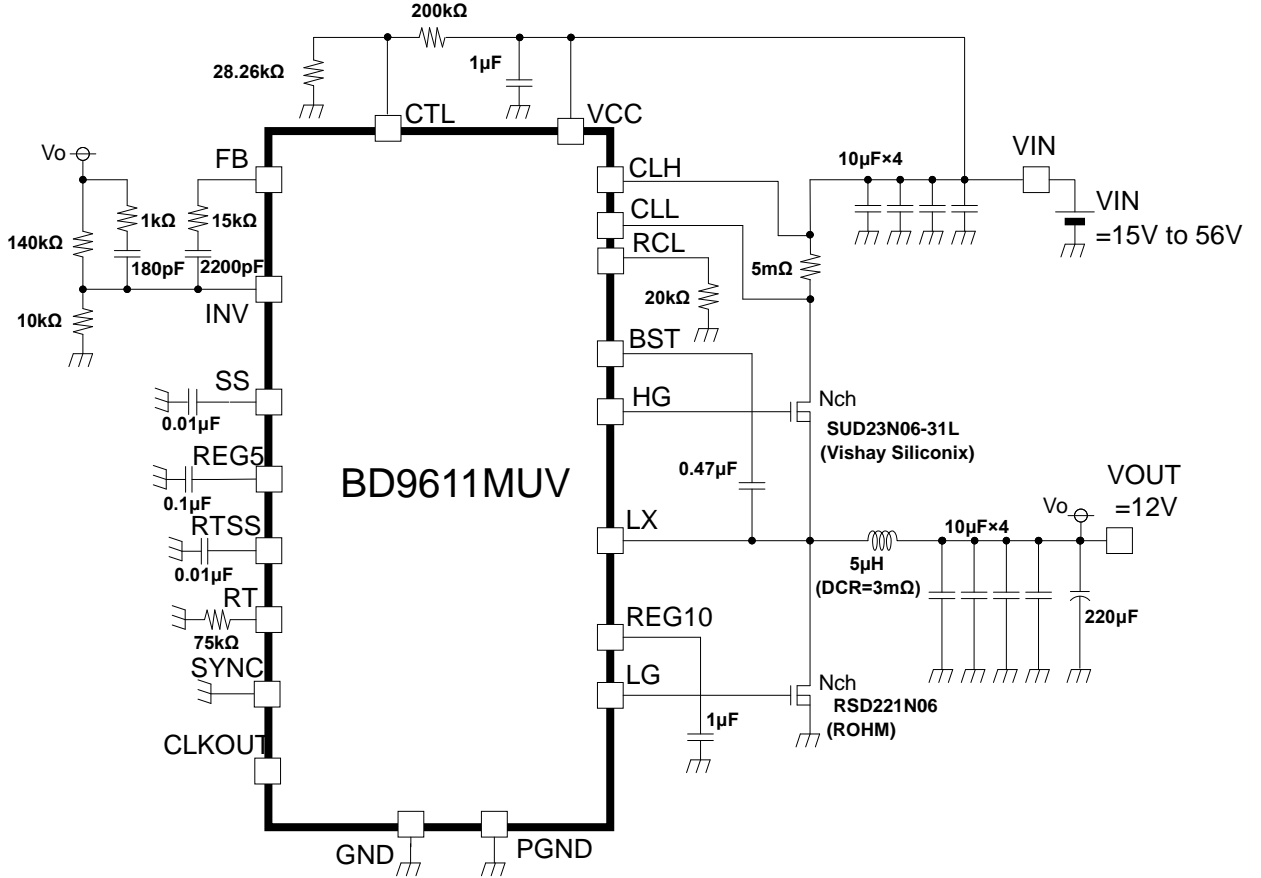 200kΩ
28.26kΩ
1µF
CTL
VCC
Vo
FB
CLH
10µF×4
VIN
VIN
=15V to 56V
1kΩ
15kΩ
140kΩ
180pF
2200pF
CLL
RCL
5mΩ
20kΩ
10kΩ
INV
BST
SS
0.01µF
HG
Nch
SUD23N06-31L
(Vishay Siliconix)
REG5
0.1µF
BD9611MUV
0.47µF
VOUT
=12V
Vo
RTSS
0.01µF
LX
10µF×4
5µH
(DCR=3mΩ)
RT
75kΩ
REG10
220µF
SYNC
LG
Nch
RSD221N06
(ROHM)
1µF
CLKOUT
GND
PGND